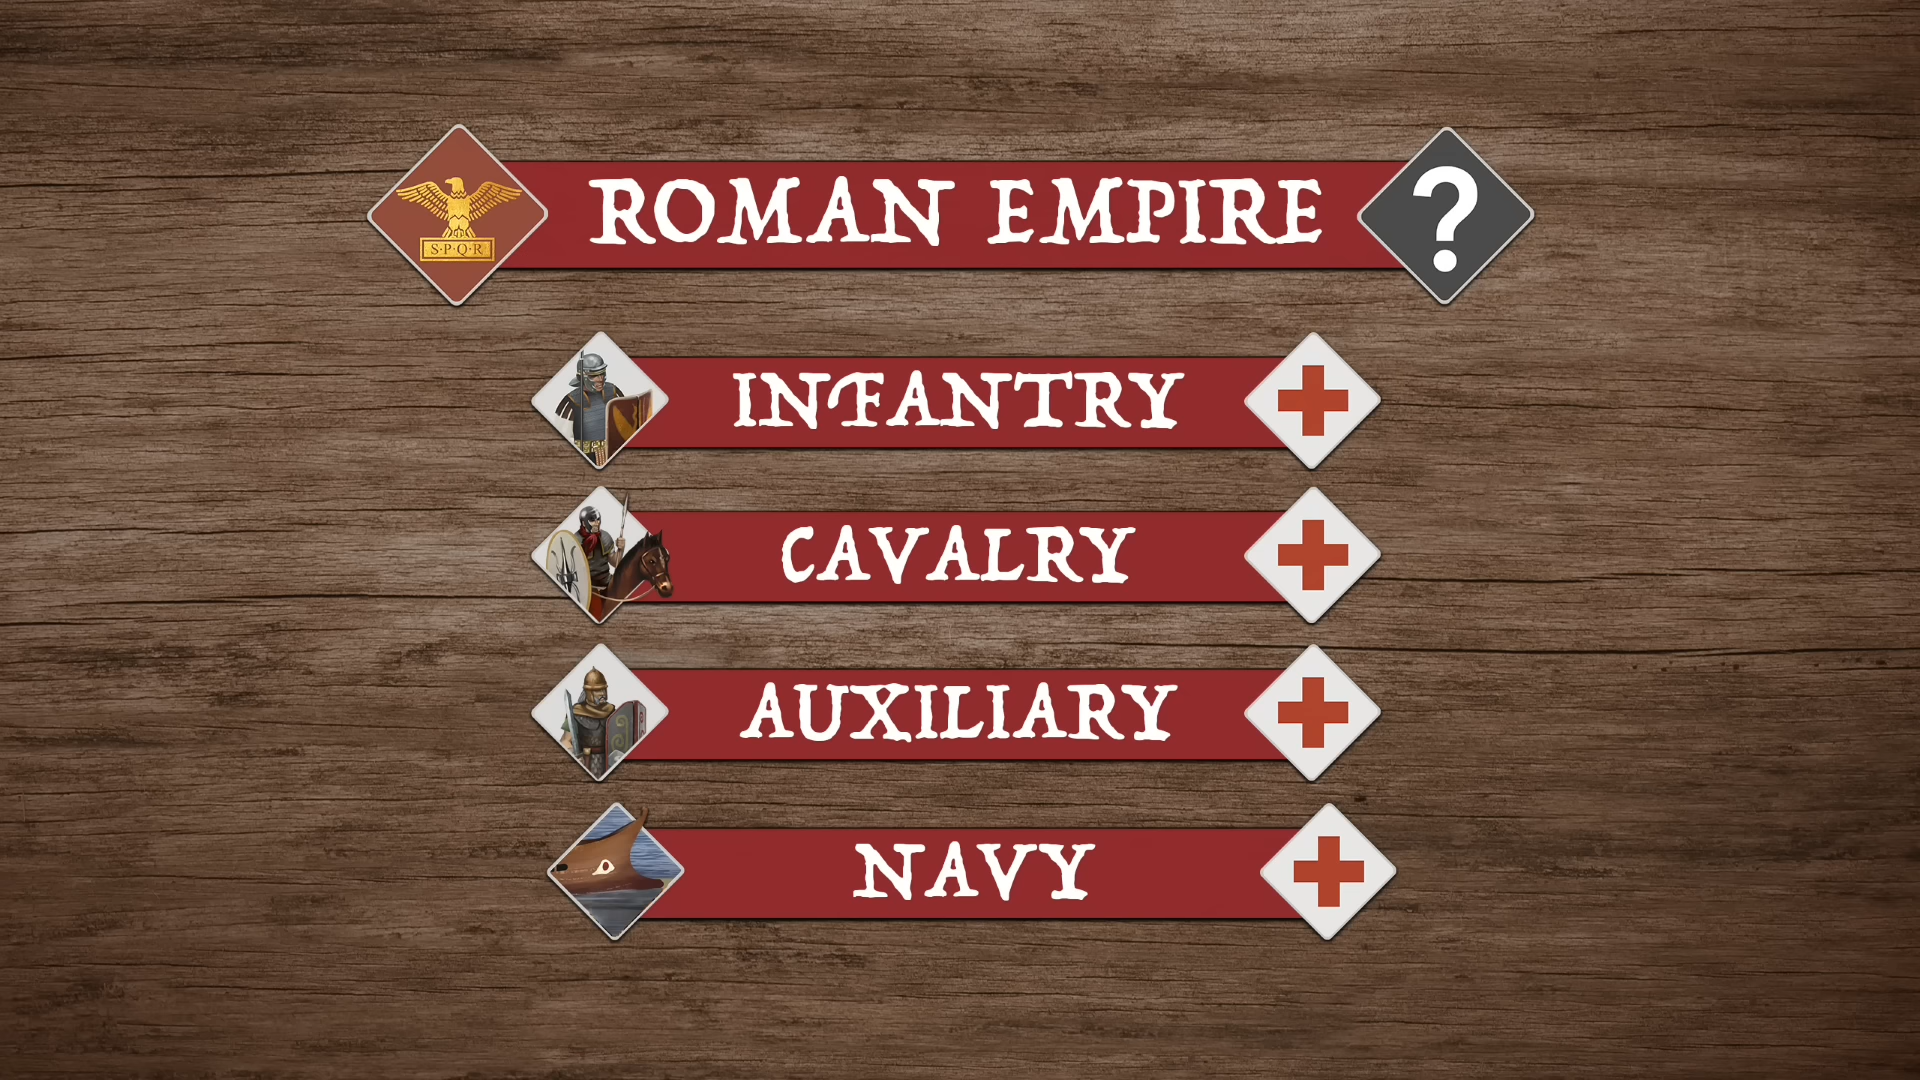 S·P·Q·R
ROMAN EMPIRE
?
INFANTRY
CAVALRY
AUXILIARY
NAVY